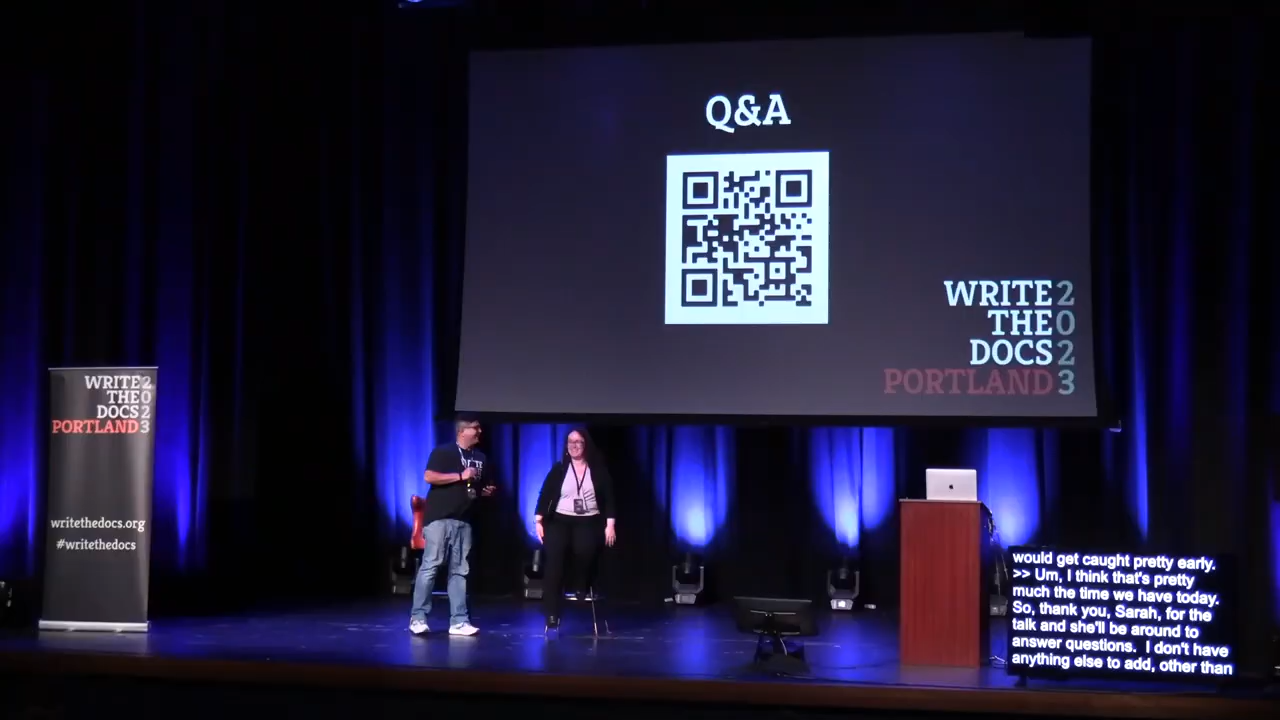 Q&A
WRITE 2
THE 0
DOCS 2
PORTLAND 3
WRITE 2
THE 0
DOCS 2
PORTLAND 3
writethedocs.org
#writethedocs
would get caught pretty early.
>> Um, I think that's pretty
much the time we have today.
So, thank you, Sarah, for the
talk and she'll be around to
answer questions.  I don't have
anything else to add, other than